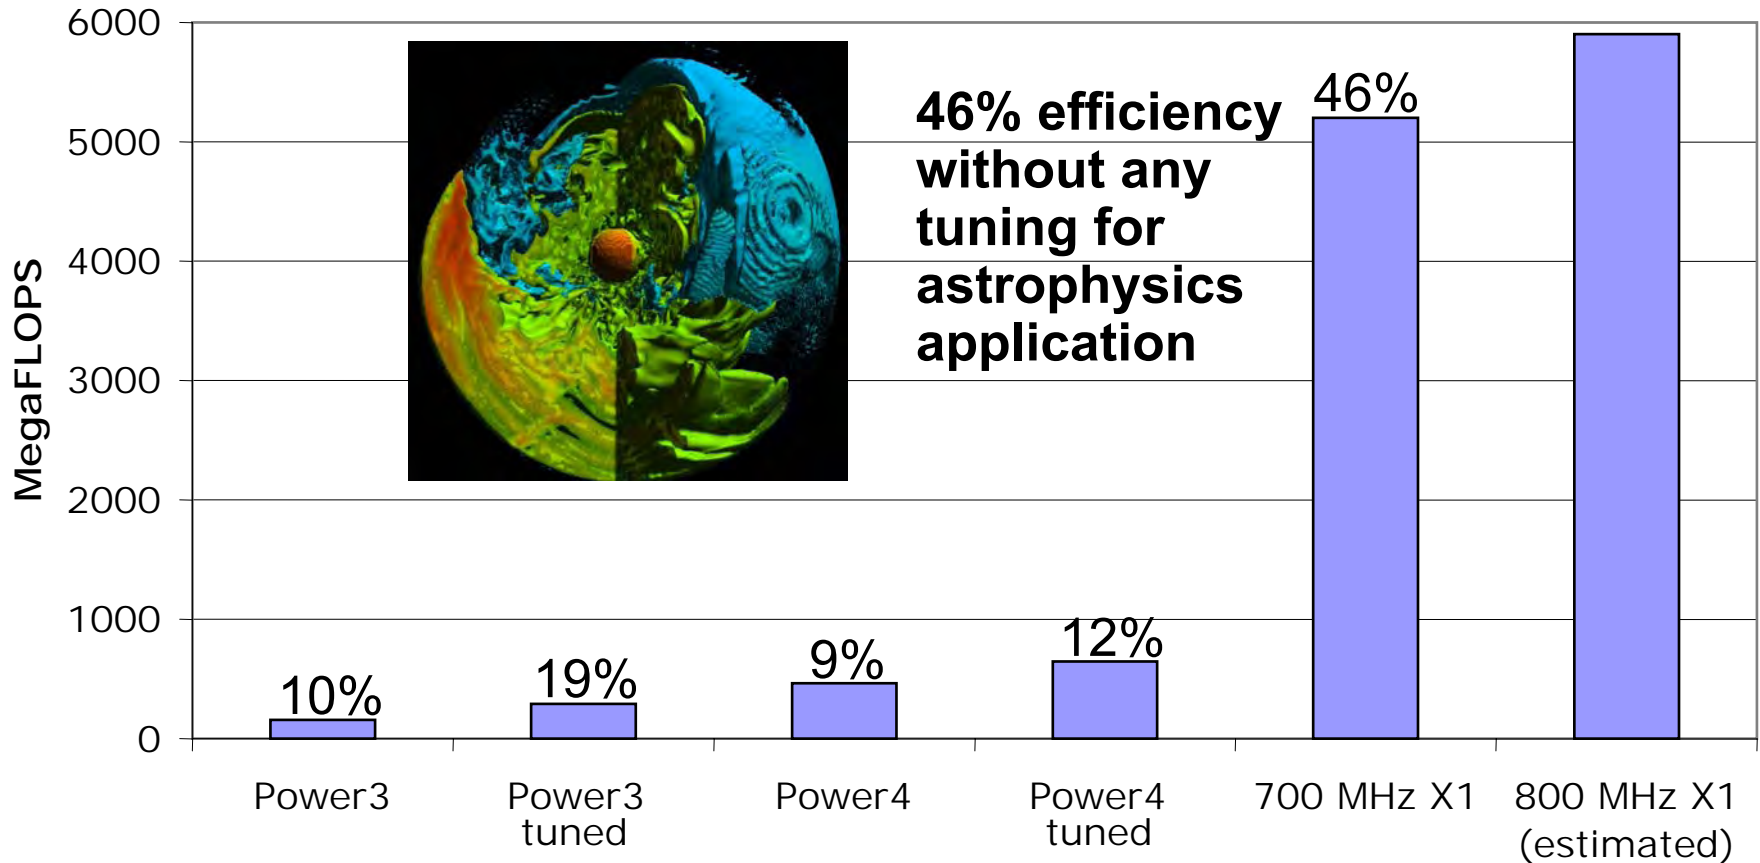 6000
5000
4000
3000
2000
1000
0
MegaFLOPS
46% efficiency
without any
tuning for
astrophysics
application
10%
19%
9%
12%
46%
Power3
Power3
tuned
Power4
Power4
tuned
700 MHz X1
800 MHz X1
(estimated)